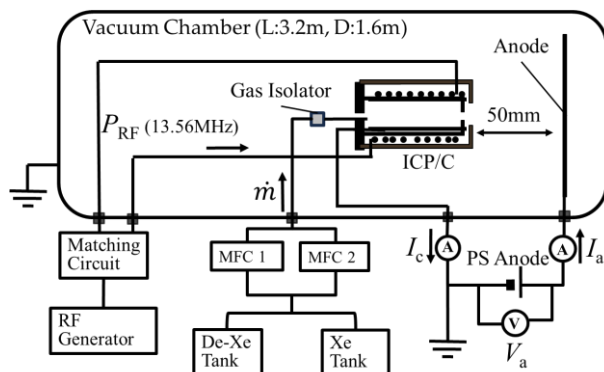 Vacuum Chamber (L:3.2m, D:1.6m)
Anode
Gas Isolator
50mm
P_RF (13.56MHz)
ICP/C
ṁ
Matching
Circuit
MFC 1
MFC 2
I_c
A
PS Anode
A
I_a
RF
Generator
De-Xe
Tank
Xe
Tank
V
V_a